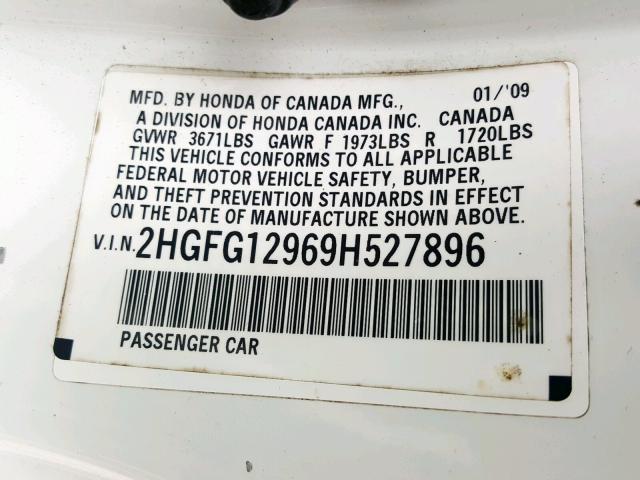 MFD. BY HONDA OF CANADA MFG., 01/'09
A DIVISION OF HONDA CANADA INC. CANADA
GVWR 3671LBS GAWR F 1973LBS R 1720LBS
THIS VEHICLE CONFORMS TO ALL APPLICABLE
FEDERAL MOTOR VEHICLE SAFETY, BUMPER,
AND THEFT PREVENTION STANDARDS IN EFFECT
ON THE DATE OF MANUFACTURE SHOWN ABOVE.
V.I.N. 2HGFG12969H527896
PASSENGER CAR